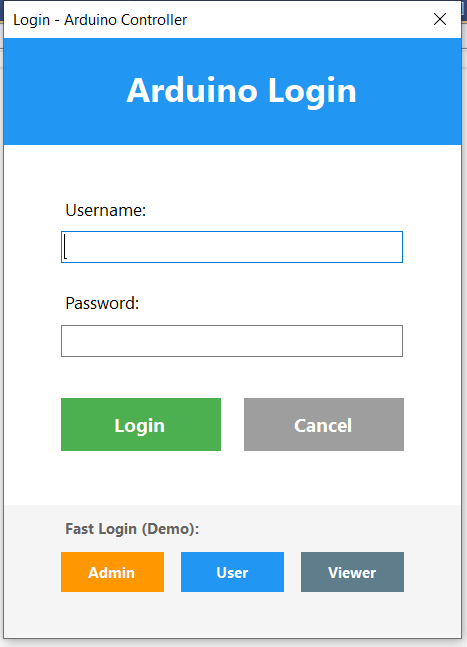 Login - Arduino Controller
Arduino Login
Username:
Password:
Login Cancel
Fast Login (Demo):
Admin User Viewer